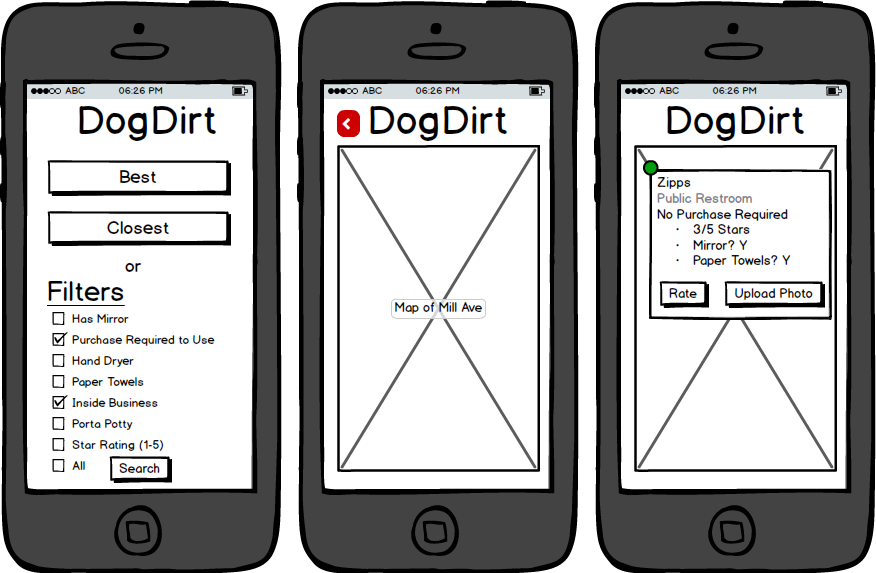 ABC 06:26 PM
DogDirt
Best
Closest
or
Filters
Has Mirror
Purchase Required to Use
Hand Dryer
Paper Towels
Inside Business
Porta Potty
Star Rating (1-5)
All
Search
ABC 06:26 PM
DogDirt
Map of Mill Ave
ABC 06:26 PM
DogDirt
Zipps
Public Restroom
No Purchase Required
· 3/5 Stars
· Mirror? Y
· Paper Towels? Y
Rate Upload Photo